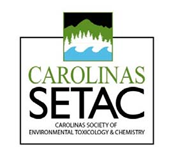 CAROLINAS
SETAC
CAROLINAS SOCIETY OF
ENVIRONMENTAL TOXICOLOGY & CHEMISTRY